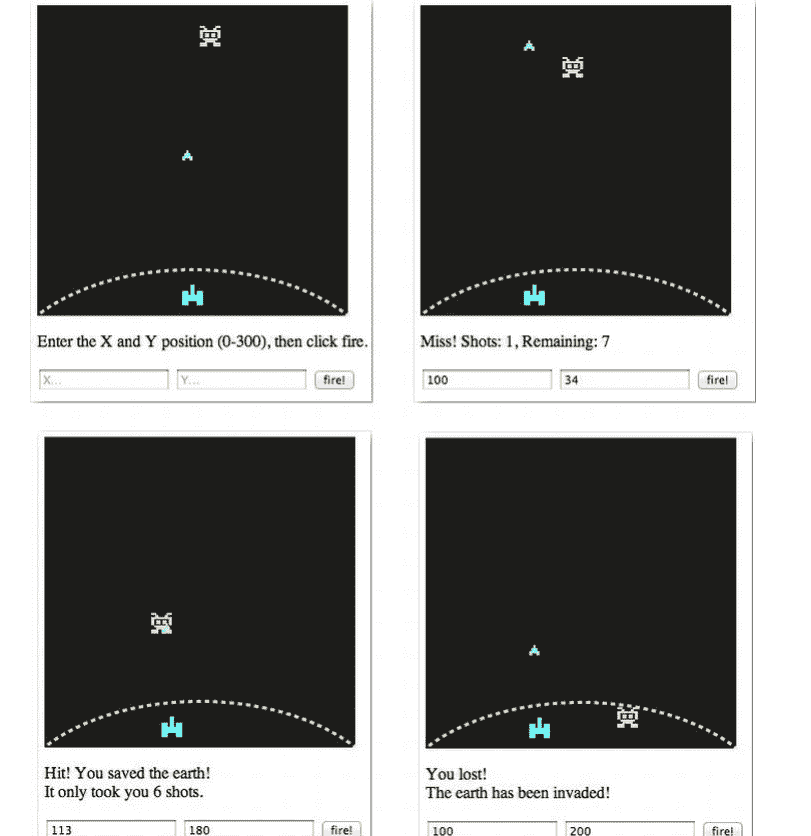 Enter the X and Y position (0-300), then click fire.
X... Y... fire!
Miss! Shots: 1, Remaining: 7
100 34 fire!
Hit! You saved the earth!
It only took you 6 shots.
113 180 fire!
You lost!
The earth has been invaded!
100 200 fire!